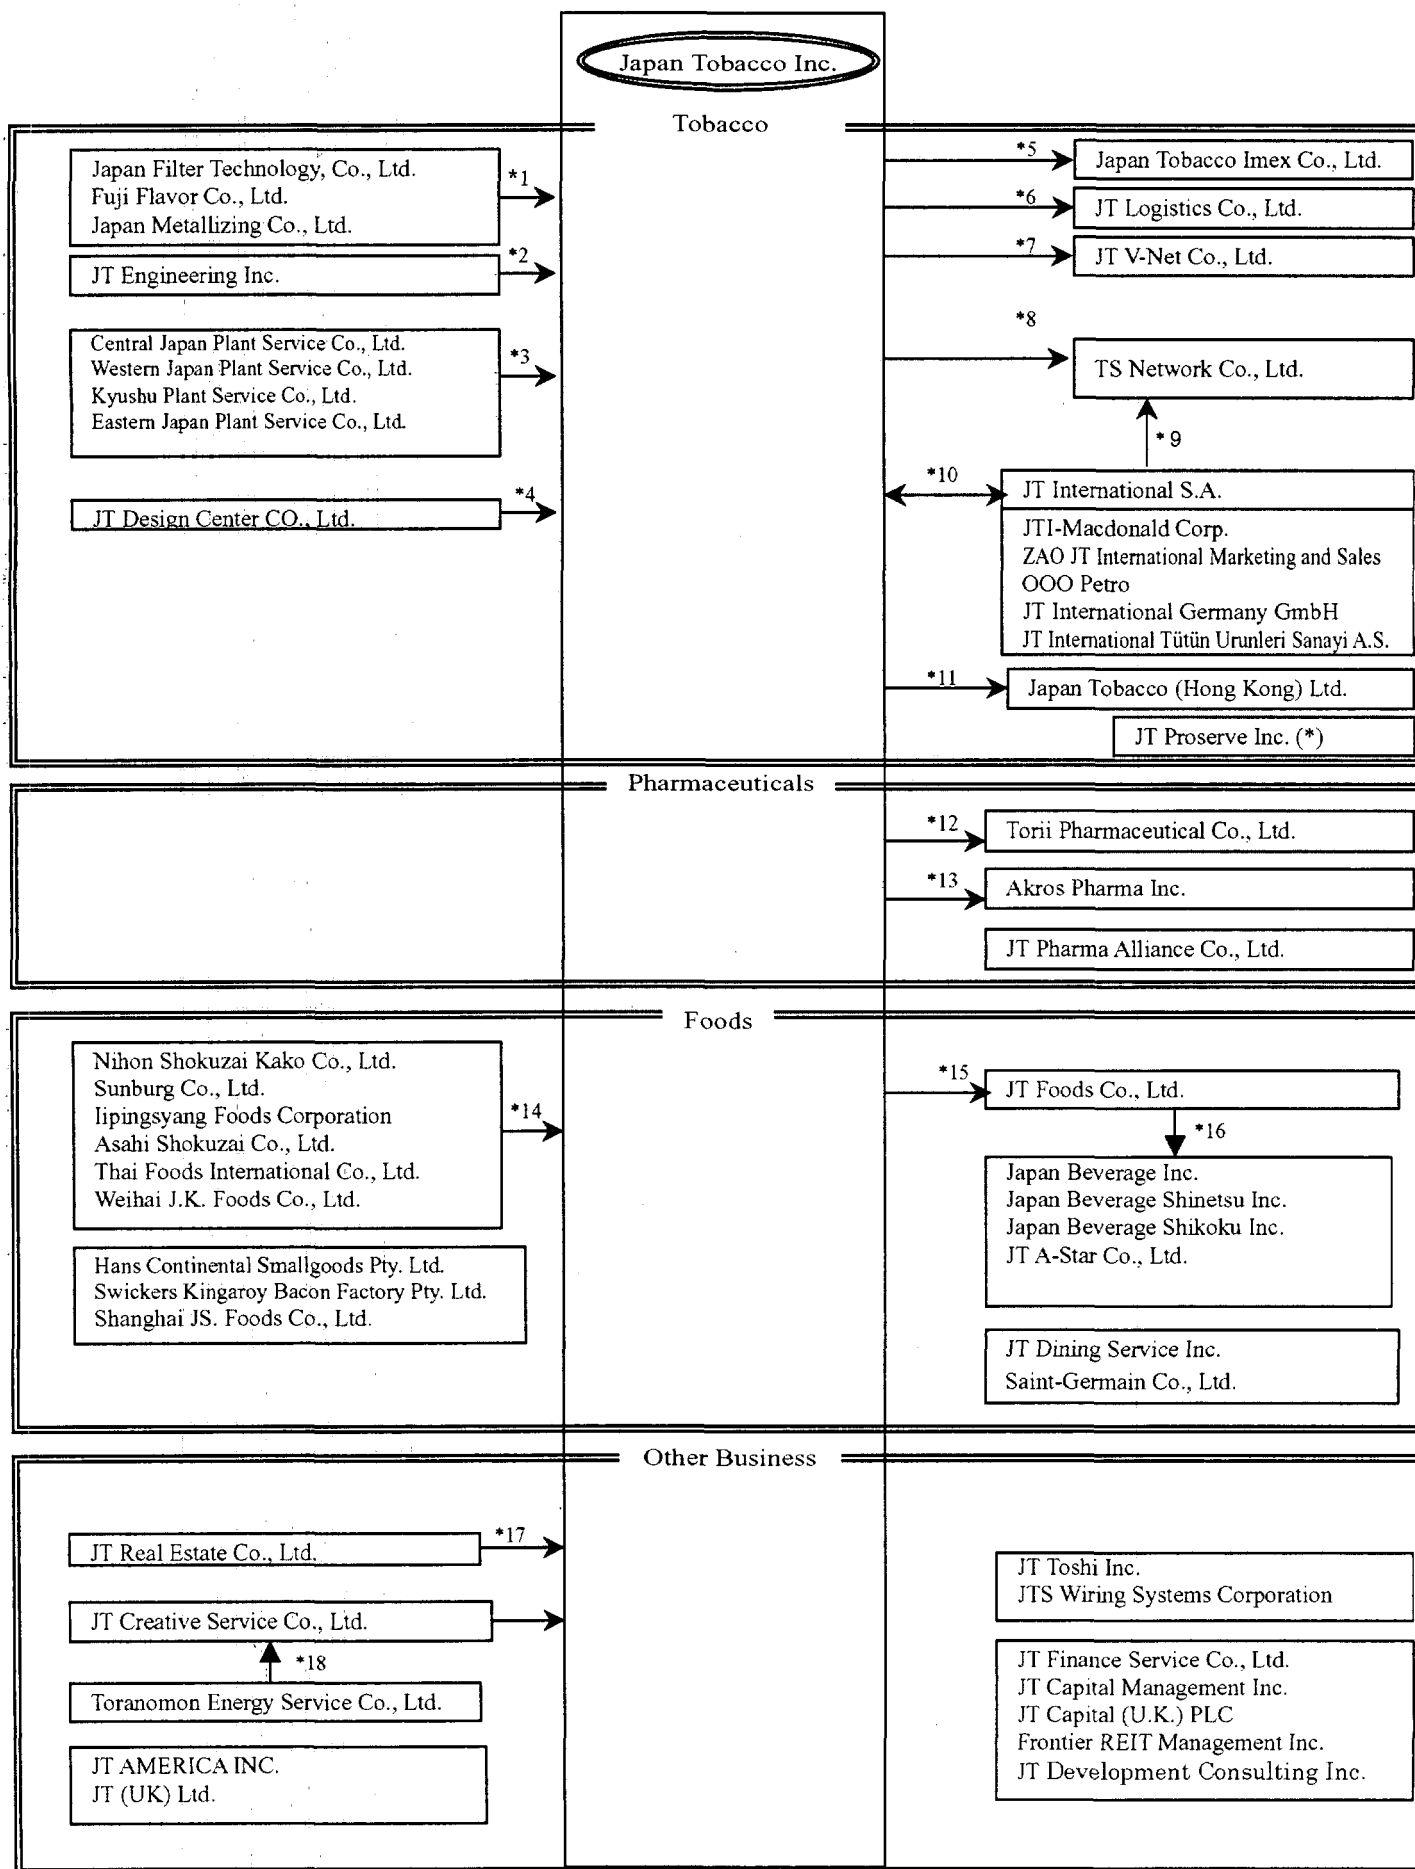 Japan Tobacco Inc.
Tobacco
Japan Filter Technology, Co., Ltd.
Fuji Flavor Co., Ltd.
Japan Metallizing Co., Ltd.
*1
JT Engineering Inc.
*2
Central Japan Plant Service Co., Ltd.
Western Japan Plant Service Co., Ltd.
Kyushu Plant Service Co., Ltd.
Eastern Japan Plant Service Co., Ltd.
*3
JT Design Center CO., Ltd.
*4
*5
Japan Tobacco Imex Co., Ltd.
*6
JT Logistics Co., Ltd.
*7
JT V-Net Co., Ltd.
*8
TS Network Co., Ltd.
*9
*10
JT International S.A.
JTI-Macdonald Corp.
ZAO JT International Marketing and Sales
OOO Petro
JT International Germany GmbH
JT International Tütün Urunleri Sanayi A.S.
*11
Japan Tobacco (Hong Kong) Ltd.
JT Proserve Inc. (*)
Pharmaceuticals
*12
Torii Pharmaceutical Co., Ltd.
*13
Akros Pharma Inc.
JT Pharma Alliance Co., Ltd.
Foods
Nihon Shokuzai Kako Co., Ltd.
Sunburg Co., Ltd.
Iipingsyang Foods Corporation
Asahi Shokuzai Co., Ltd.
Thai Foods International Co., Ltd.
Weihai J.K. Foods Co., Ltd.
*14
Hans Continental Smallgoods Pty. Ltd.
Swickers Kingaroy Bacon Factory Pty. Ltd.
Shanghai JS. Foods Co., Ltd.
*15
JT Foods Co., Ltd.
*16
Japan Beverage Inc.
Japan Beverage Shinetsu Inc.
Japan Beverage Shikoku Inc.
JT A-Star Co., Ltd.
JT Dining Service Inc.
Saint-Germain Co., Ltd.
Other Business
JT Real Estate Co., Ltd.
*17
JT Creative Service Co., Ltd.
*18
Toranomon Energy Service Co., Ltd.
JT AMERICA INC.
JT (UK) Ltd.
JT Toshi Inc.
JTS Wiring Systems Corporation
JT Finance Service Co., Ltd.
JT Capital Management Inc.
JT Capital (U.K.) PLC
Frontier REIT Management Inc.
JT Development Consulting Inc.